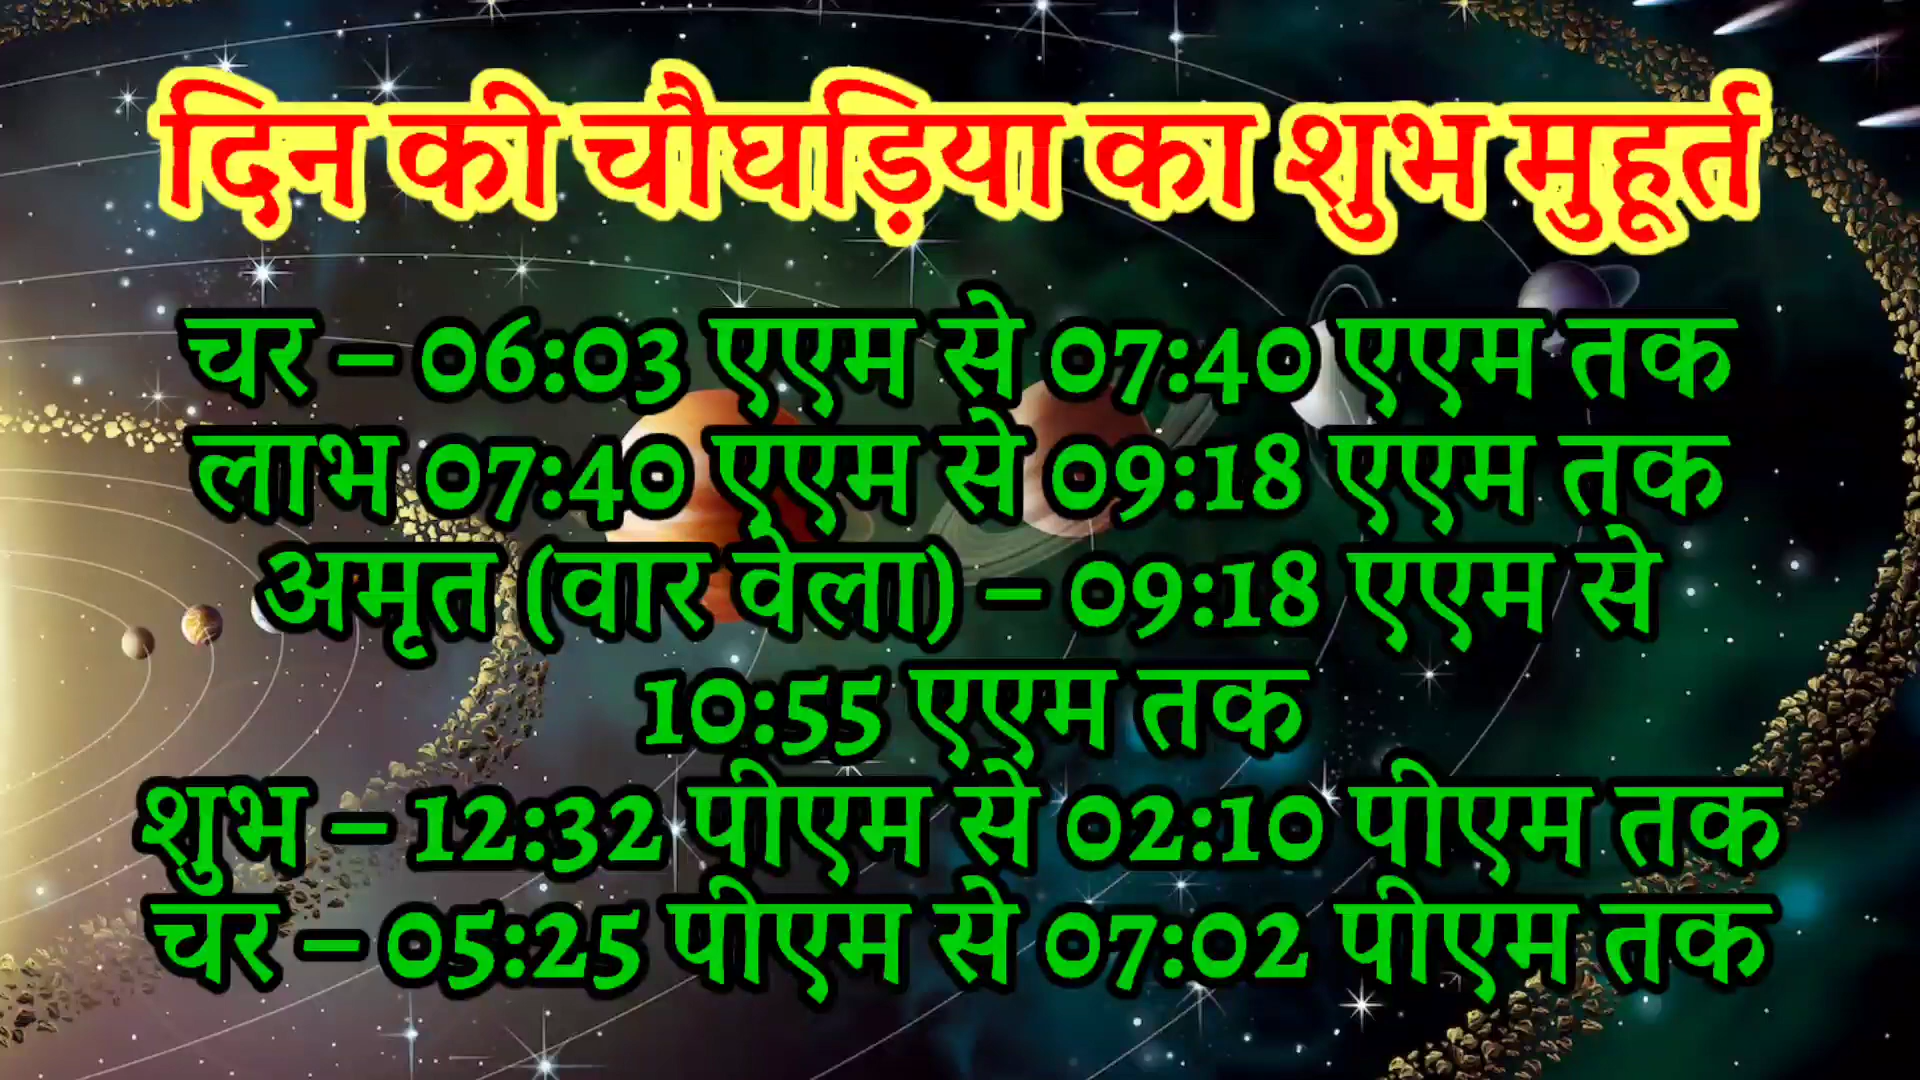 दिन की चौघड़िया का शुभ मुहूर्त
चर – 06:03 एएम से 07:40 एएम तक
लाभ 07:40 एएम से 09:18 एएम तक
अमृत (वार वेला) – 09:18 एएम से
10:55 एएम तक
शुभ – 12:32 पीएम से 02:10 पीएम तक
चर – 05:25 पीएम से 07:02 पीएम तक